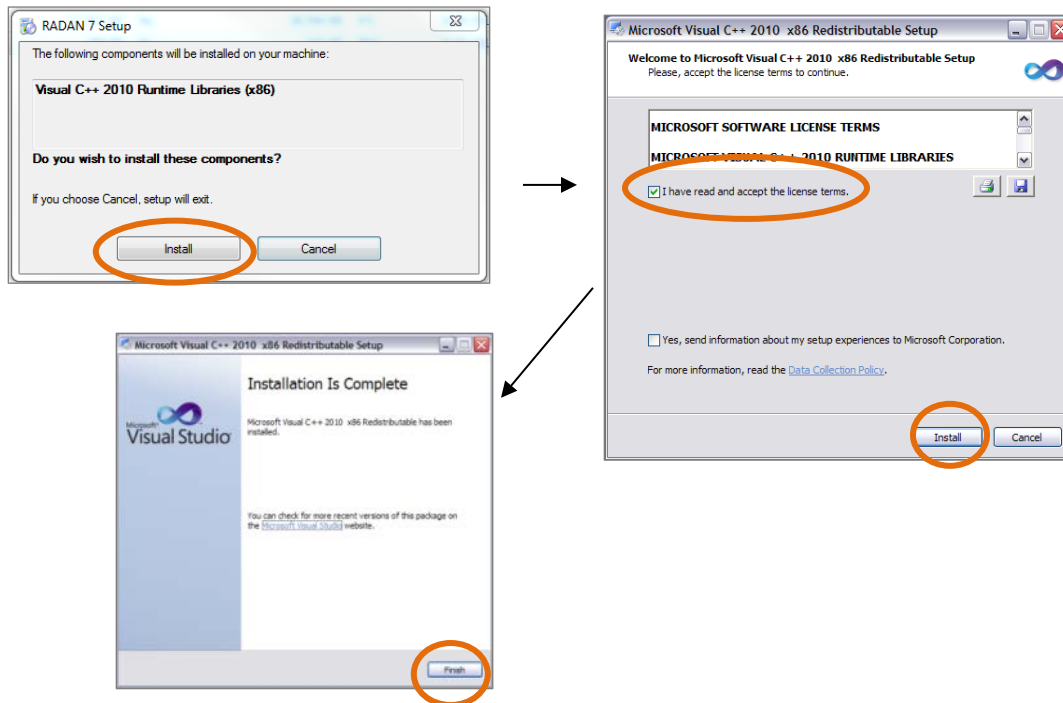 RADAN 7 Setup
The following components will be installed on your machine:
Visual C++ 2010 Runtime Libraries (x86)
Do you wish to install these components?
If you choose Cancel, setup will exit.
Install
Cancel
Microsoft Visual C++ 2010 x86 Redistributable Setup
Welcome to Microsoft Visual C++ 2010 x86 Redistributable Setup
Please, accept the license terms to continue.
MICROSOFT SOFTWARE LICENSE TERMS
MICROSOFT VISUAL C++ 2010 RUNTIME LIBRARIES
I have read and accept the license terms.
Yes, send information about my setup experiences to Microsoft Corporation.
For more information, read the Data Collection Policy.
Install
Cancel
Microsoft Visual C++ 2010 x86 Redistributable Setup
Installation Is Complete
Microsoft Visual C++ 2010 x86 Redistributable has been
installed.
Microsoft
Visual Studio
You can check for more recent versions of this package on
the Microsoft Visual Studio website.
Finish